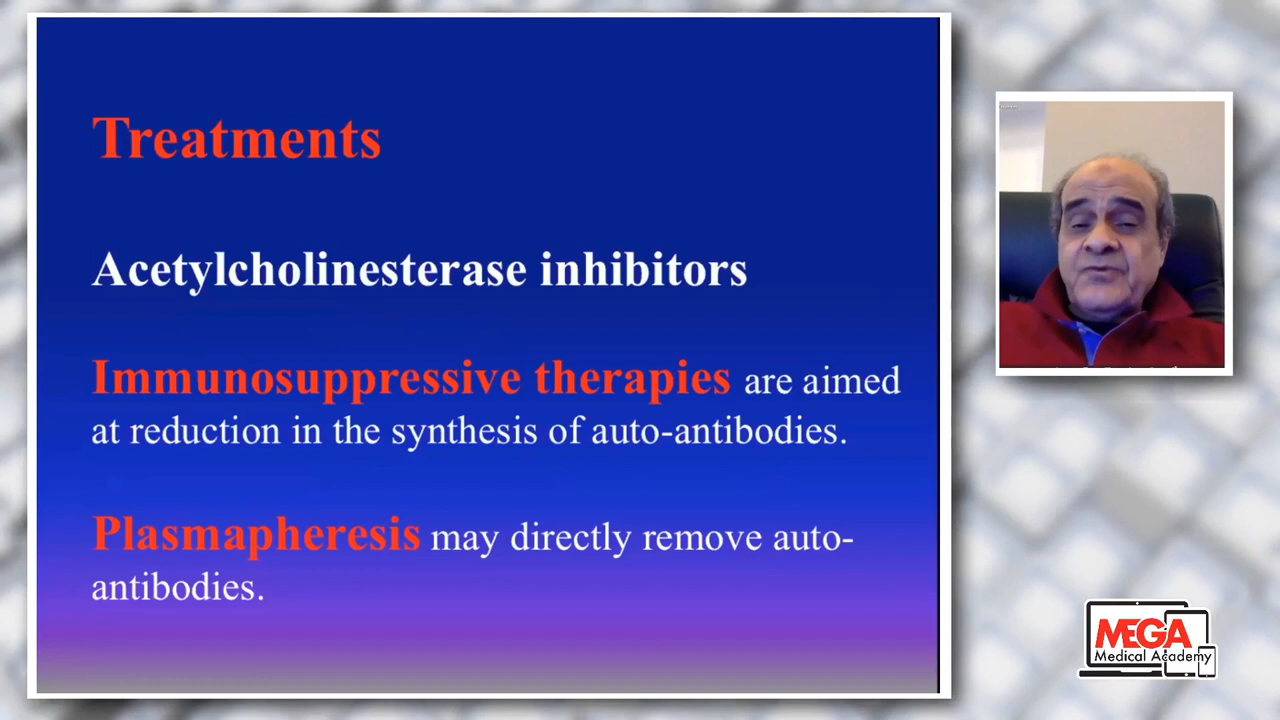 Treatments
Acetylcholinesterase inhibitors
Immunosuppressive therapies are aimed
at reduction in the synthesis of auto-antibodies.
Plasmapheresis may directly remove auto-
antibodies.
MEGA
Medical Academy